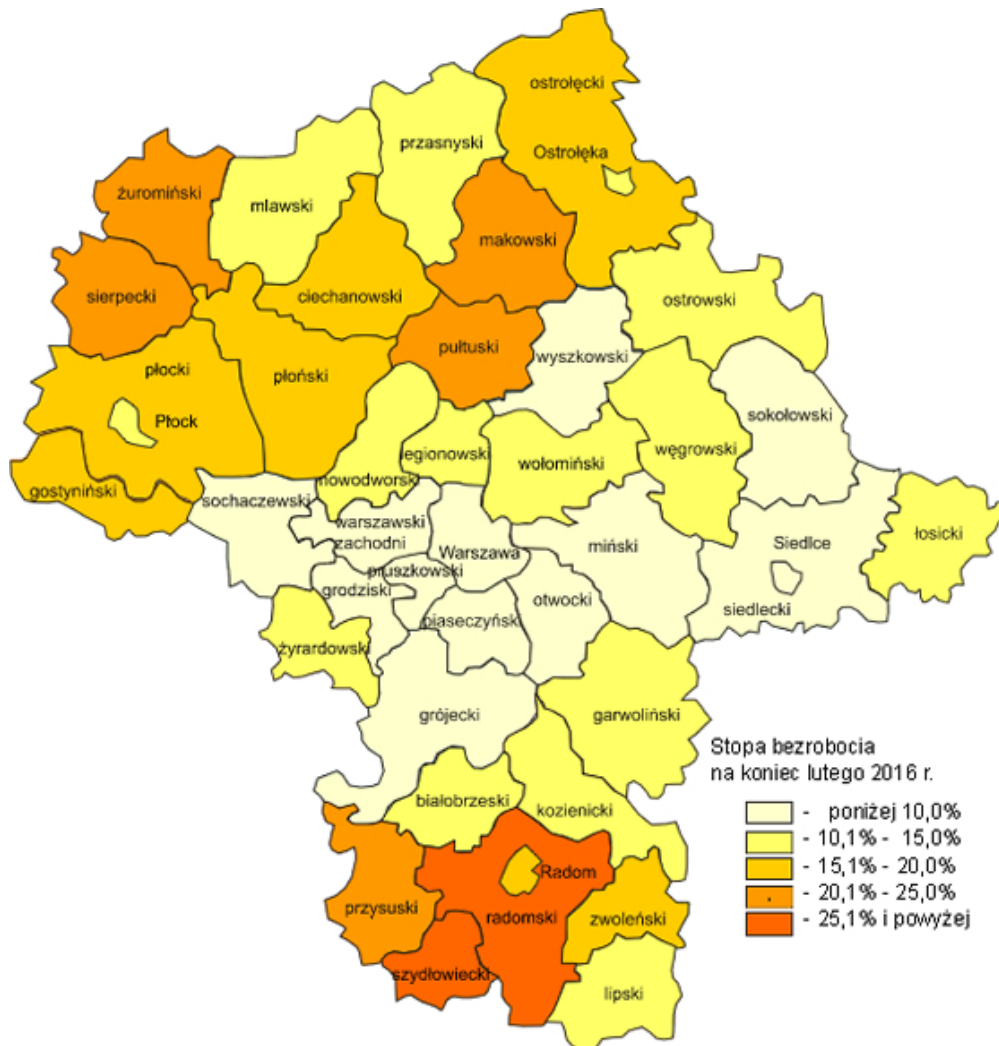 ostrołęcki
przasnyski
Ostrołęka
żuromiński
mlawski
makowski
sierpecki
ciechanowski
ostrowski
pułtuski
wyszkowski
płocki
płoński
sokołowski
Płock
legionowski
wołomiński
węgrowski
gostyniński
nowodworski
sochaczewski
warszawski
zachodni
Warszawa
miński
Siedlce
łosicki
pruszkowski
grodziski
otwocki
siedlecki
piaseczyński
żyrardowski
grójecki
garwoliński
białobrzeski
kozienicki
Radom
przysuski
radomski
zwoleński
szydłowiecki
lipski
Stopa bezrobocia
na koniec lutego 2016 r.
- poniżej 10,0%
- 10,1% - 15,0%
- 15,1% - 20,0%
- 20,1% - 25,0%
- 25,1% i powyżej